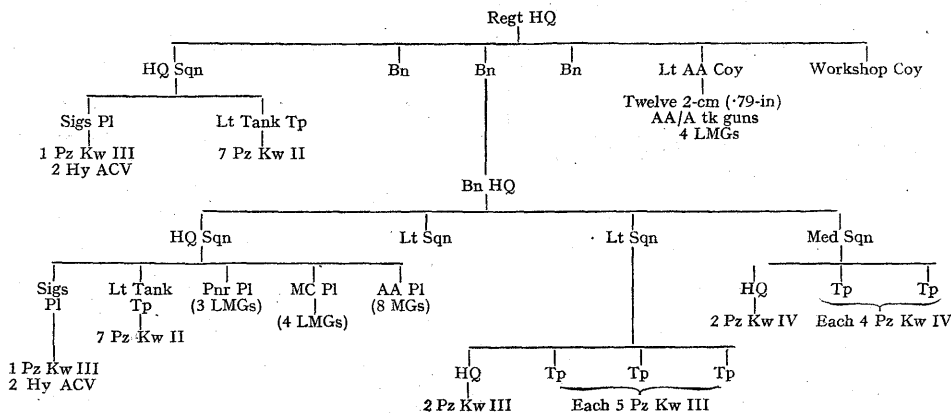 Regt HQ
HQ Sqn
Bn
Bn
Bn
Lt AA Coy
Workshop Coy
Twelve 2-cm (·79-in)
AA/A tk guns
4 LMGs
Sigs Pl
Lt Tank Tp
1 Pz Kw III
2 Hy ACV
7 Pz Kw II
Bn HQ
HQ Sqn
Lt Sqn
Lt Sqn
Med Sqn
Sigs
Pl
Lt Tank
Tp
Pnr Pl
(3 LMGs)
MC Pl
(4 LMGs)
AA Pl
(8 MGs)
HQ
Tp
Tp
7 Pz Kw II
2 Pz Kw IV
Each 4 Pz Kw IV
1 Pz Kw III
2 Hy ACV
HQ
Tp
Tp
Tp
2 Pz Kw III
Each 5 Pz Kw III